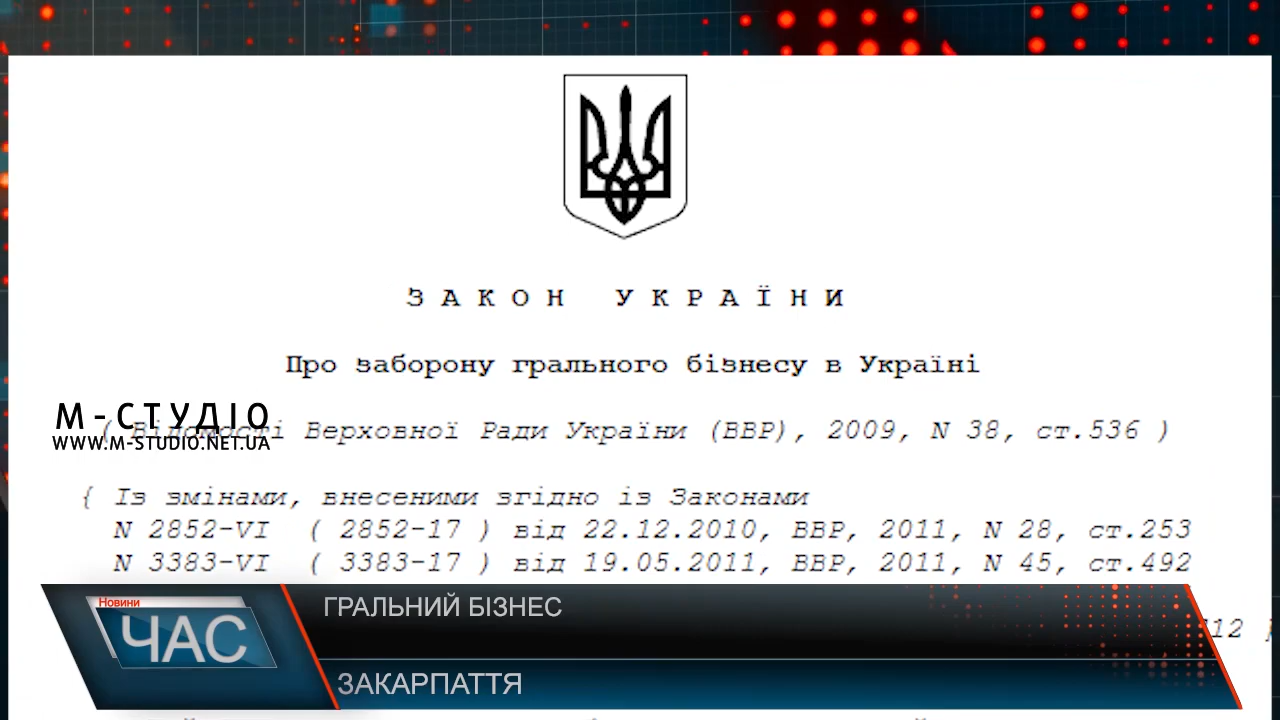 ЗАКОН УКРАЇНИ
Про заборону грального бізнесу в Україні
М-СТУДІО
WWW.M-STUDIO.NET.UA
( Відомості Верховної Ради України (ВВР), 2009, N 38, ст.536 )
{ Із змінами, внесеними згідно із Законами
N 2852-VI ( 2852-17 ) від 22.12.2010, ВВР, 2011, N 28, ст.253
N 3383-VI ( 3383-17 ) від 19.05.2011, ВВР, 2011, N 45, ст.492
Новини
ЧАС
ГРАЛЬНИЙ БІЗНЕС
ЗАКАРПАТТЯ